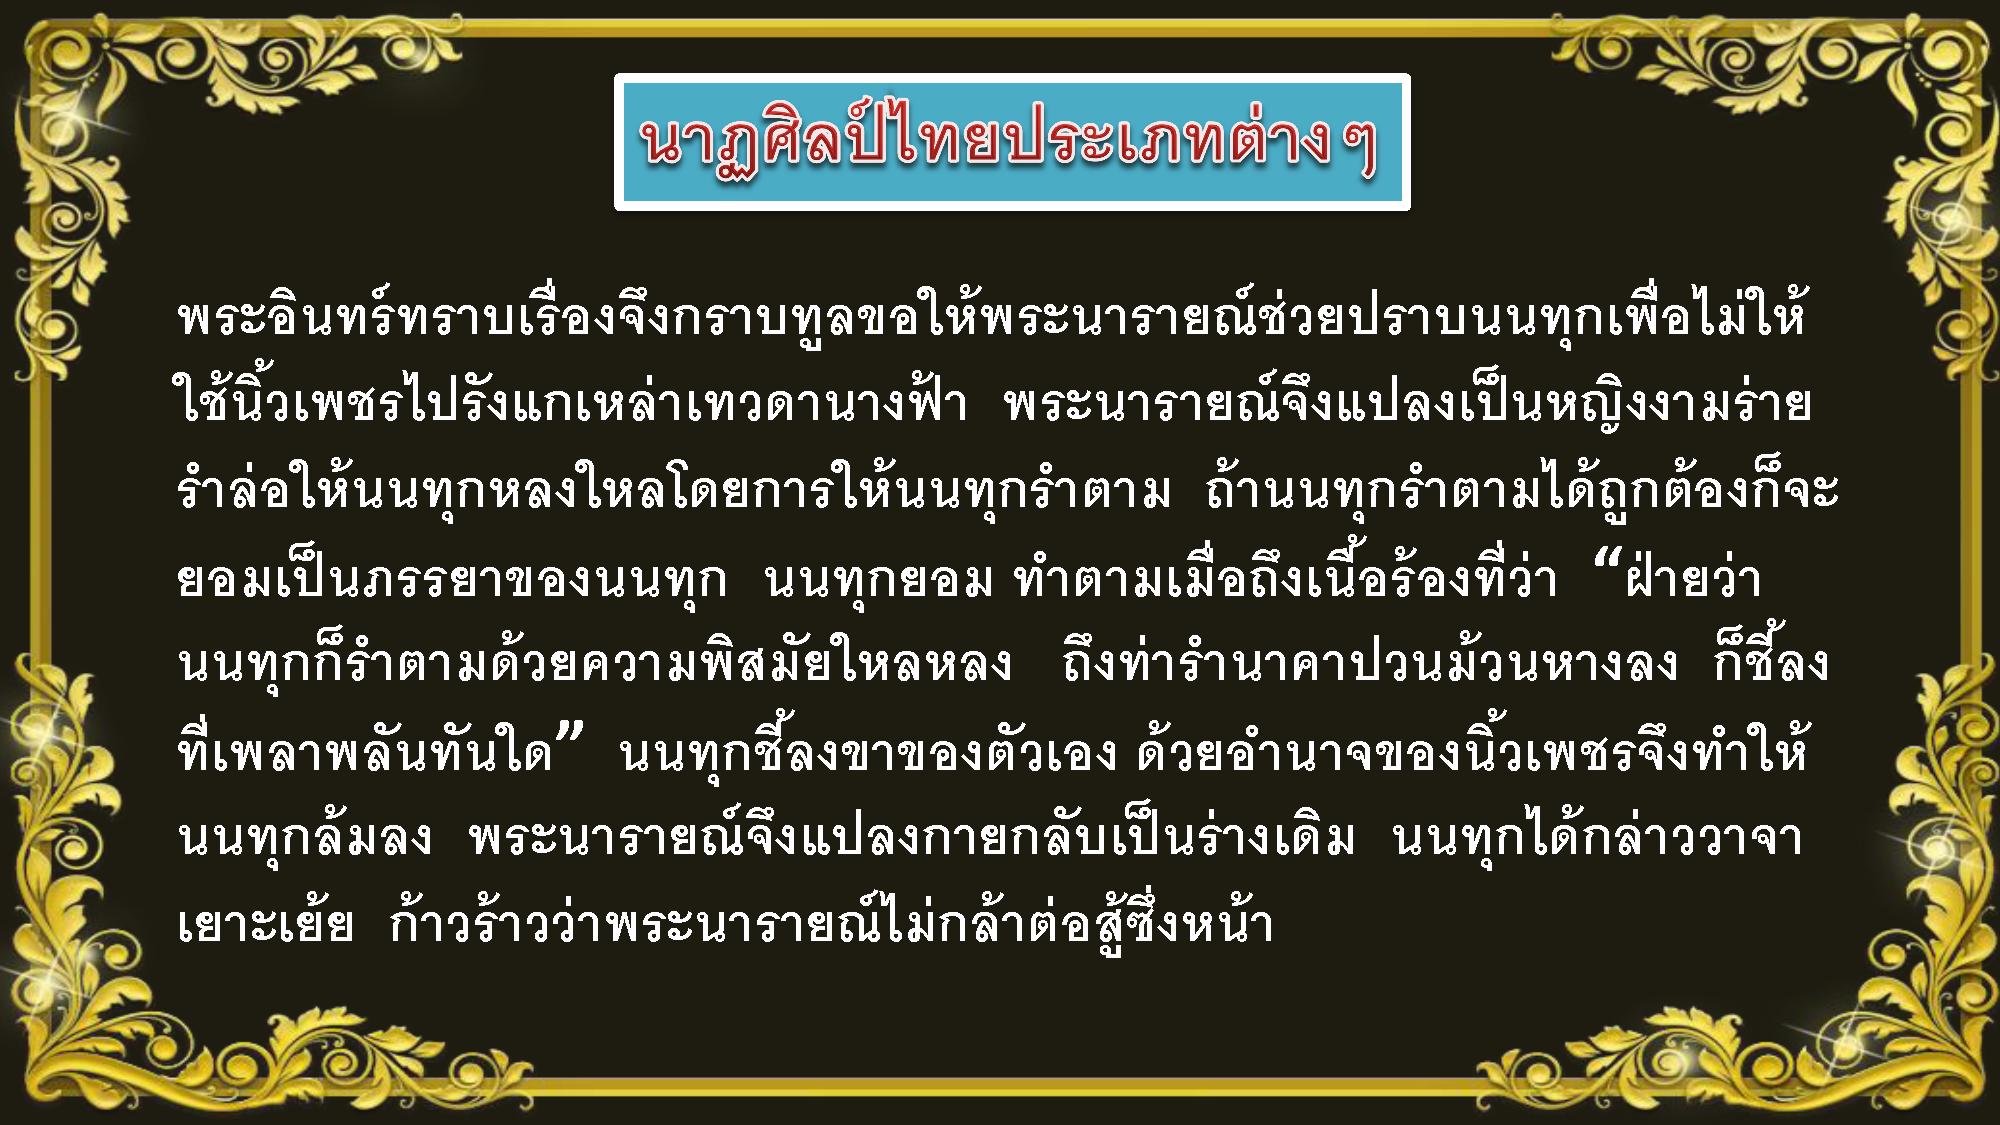 นาฏศิลป์ไทยประเภทต่างๆ
พระอินทร์ทราบเรื่องจึงกราบทูลขอให้พระนารายณ์ช่วยปราบนนทุกเพื่อไม่ให้
ใช้นิ้วเพชรไปรังแกเหล่าเทวดานางฟ้า พระนารายณ์จึงแปลงเป็นหญิงงามร่าย
รำล่อให้นนทุกหลงใหลโดยการให้นนทุกรำตาม ถ้านนทุกรำตามได้ถูกต้องก็จะ
ยอมเป็นภรรยาของนนทุก นนทุกยอม ทำตามเมื่อถึงเนื้อร้องที่ว่า “ฝ่ายว่า
นนทุกก็รำตามด้วยความพิสมัยใหลหลง ถึงท่ารำนาคาปวนม้วนหางลง ก็ชี้ลง
ที่เพลาพลันทันใด” นนทุกชี้ลงขาของตัวเอง ด้วยอำนาจของนิ้วเพชรจึงทำให้
นนทุกล้มลง พระนารายณ์จึงแปลงกายกลับเป็นร่างเดิม นนทุกได้กล่าววาจา
เยาะเย้ย ก้าวร้าวว่าพระนารายณ์ไม่กล้าต่อสู้ซึ่งหน้า